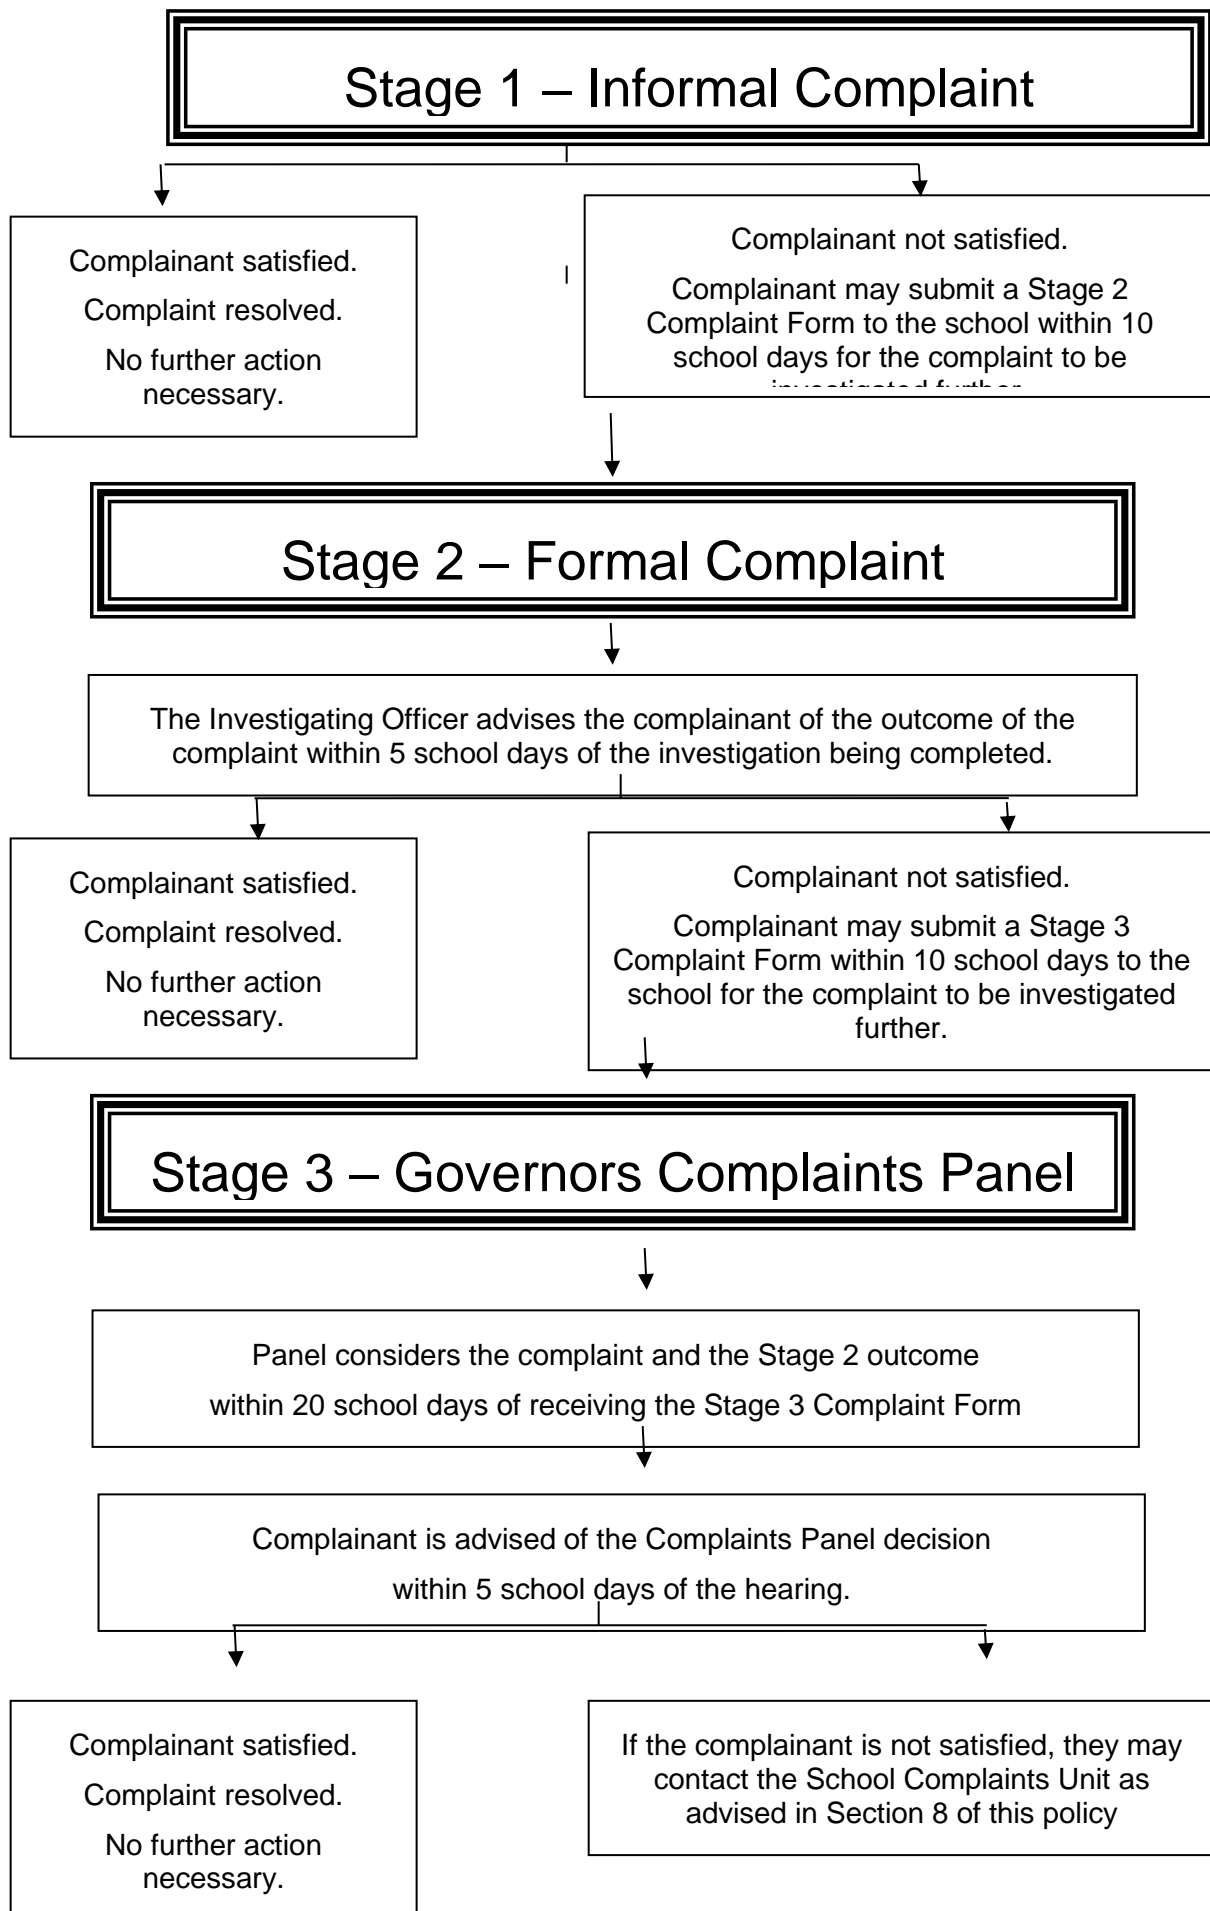 Stage 1 – Informal Complaint
Complainant satisfied.
Complaint resolved.
No further action
necessary.
Complainant not satisfied.
Complainant may submit a Stage 2
Complaint Form to the school within 10
school days for the complaint to be
investigated further
Stage 2 – Formal Complaint
The Investigating Officer advises the complainant of the outcome of the
complaint within 5 school days of the investigation being completed.
Complainant satisfied.
Complaint resolved.
No further action
necessary.
Complainant not satisfied.
Complainant may submit a Stage 3
Complaint Form within 10 school days to the
school for the complaint to be investigated
further.
Stage 3 – Governors Complaints Panel
Panel considers the complaint and the Stage 2 outcome
within 20 school days of receiving the Stage 3 Complaint Form
Complainant is advised of the Complaints Panel decision
within 5 school days of the hearing.
Complainant satisfied.
Complaint resolved.
No further action
necessary.
If the complainant is not satisfied, they may
contact the School Complaints Unit as
advised in Section 8 of this policy